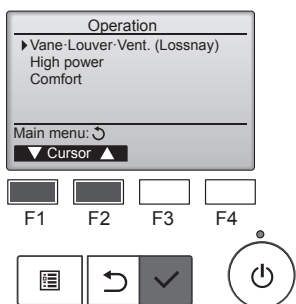 Operation
Vane·Louver·Vent. (Lossnay)
High power
Comfort
Main menu:
Cursor
F1 F2 F3 F4